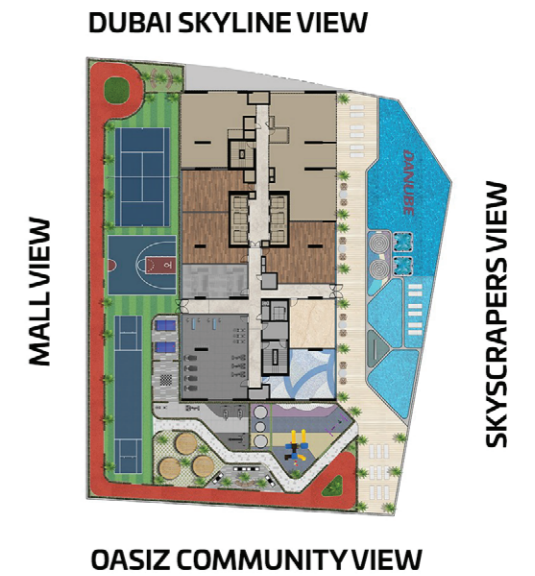 DUBAI SKYLINE VIEW
MALL VIEW
DANUBE
SKYSCRAPERS VIEW
OASIZ COMMUNITY VIEW